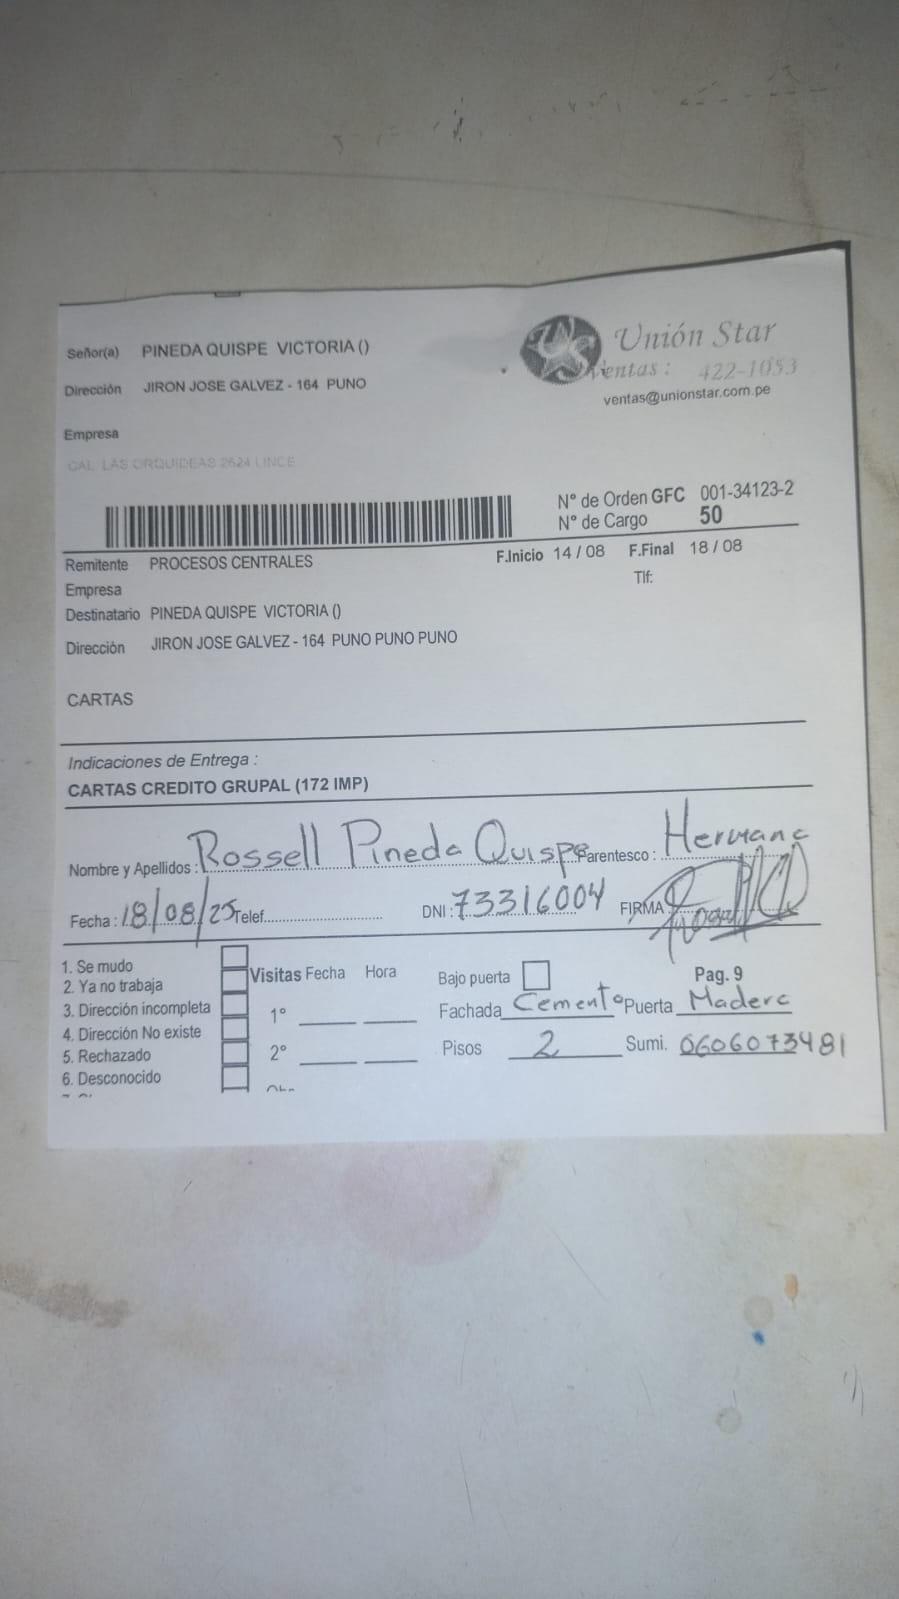 Señor(a) PINEDA QUISPE VICTORIA ()
Dirección JIRON JOSE GALVEZ - 164 PUNO
Unión Star
Ventas : 422-1053
ventas@unionstar.com.pe
Empresa
CAL LAS ORQUIDEAS 2624 LINCE
N° de Orden GFC 001-34123-2
N° de Cargo 50
Remitente PROCESOS CENTRALES
F.Inicio 14 / 08 F.Final 18 / 08
Empresa
Tlf:
Destinatario PINEDA QUISPE VICTORIA ()
Dirección JIRON JOSE GALVEZ - 164 PUNO PUNO PUNO
CARTAS
Indicaciones de Entrega :
CARTAS CREDITO GRUPAL (172 IMP)
Nombre y Apellidos : Rossell Pineda Quispe Parentesco : Hermana
Fecha : 18/08/25 Telef. DNI : 73316004 FIRMA
1. Se mudo
2. Ya no trabaja
3. Dirección incompleta
4. Dirección No existe
5. Rechazado
6. Desconocido
Visitas Fecha Hora
1°
2°
Bajo puerta Pag. 9
Fachada Cemento Puerta Madera
Pisos 2 Sumi. 0606073481